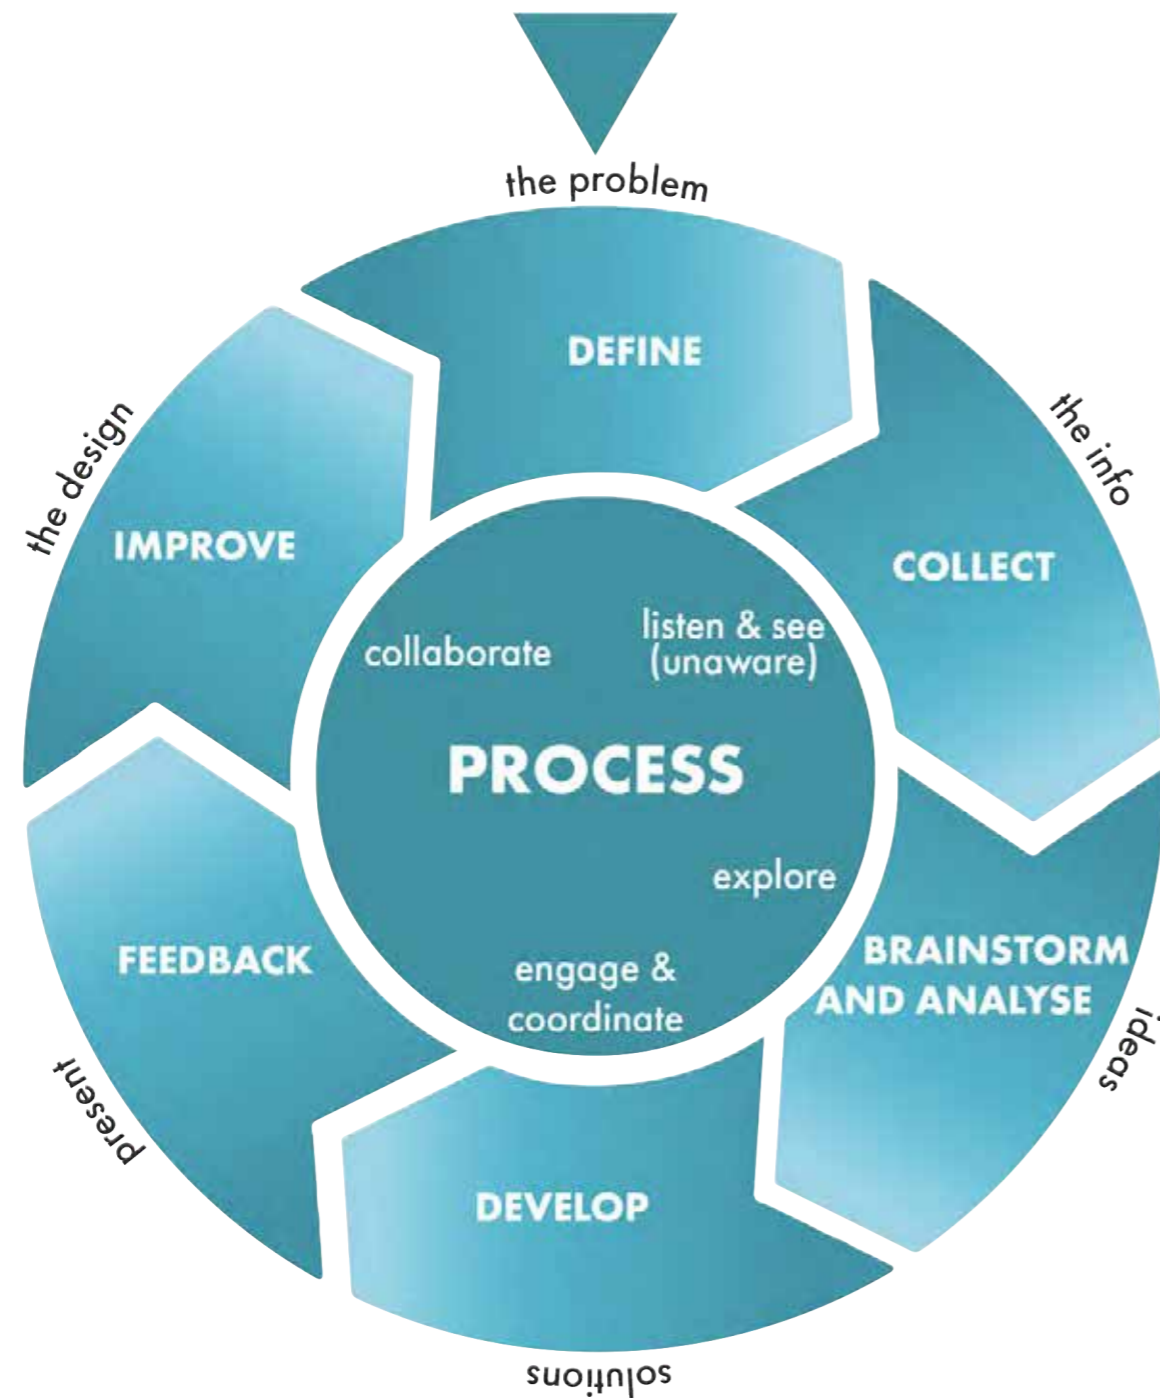 the problem
DEFINE
the info
COLLECT
ideas
BRAINSTORM
AND ANALYSE
solutions
DEVELOP
present
FEEDBACK
the design
IMPROVE
collaborate
listen & see
(unaware)
PROCESS
explore
engage &
coordinate